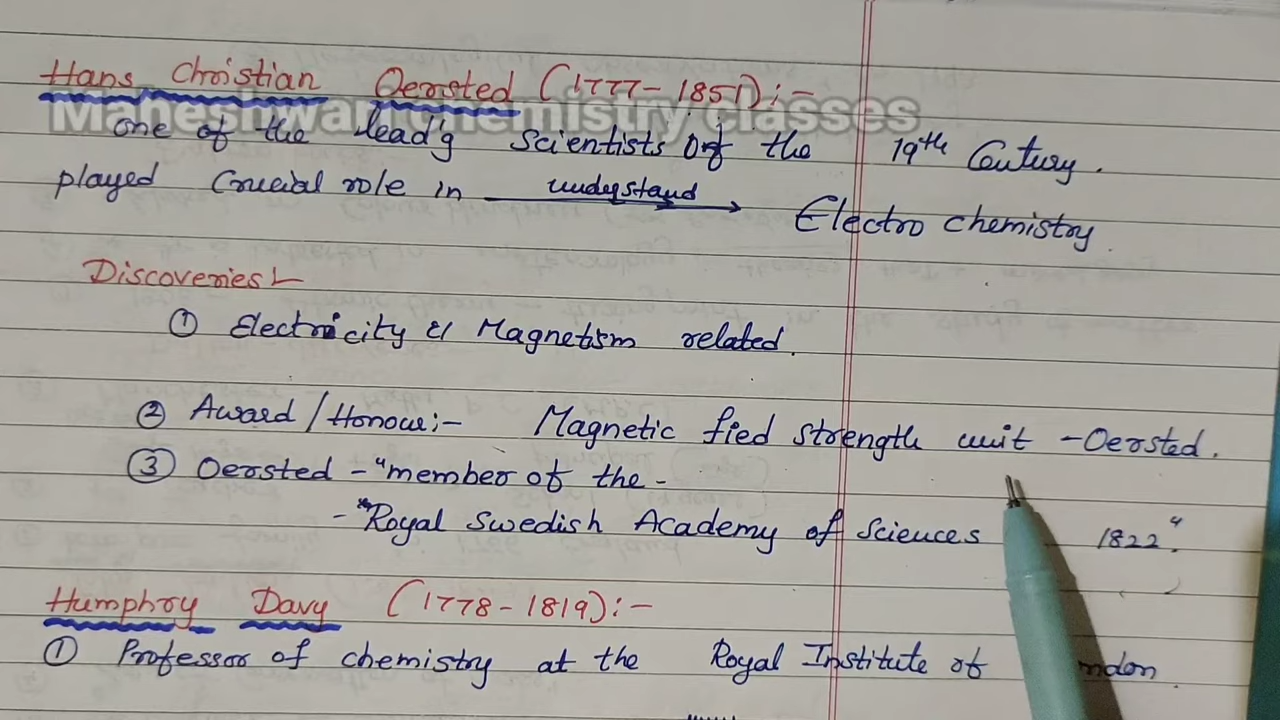 Hans Christian Oersted (1777-1851):-
Maheshwari Chemistry Classes
one of the lead'g scientists of the 19th Century.
played Crucial role in understand → Electro chemistry.
Discoveries:-
① Electricity & Magnetism related.
② Award/Honour:- Magnetic fied strength unit -Oersted.
③ Oersted - "member of the -
- "Royal Swedish Academy of Sciences 1822".
Humphry Davy (1778-1819):-
① Professor of chemistry at the Royal Institute of